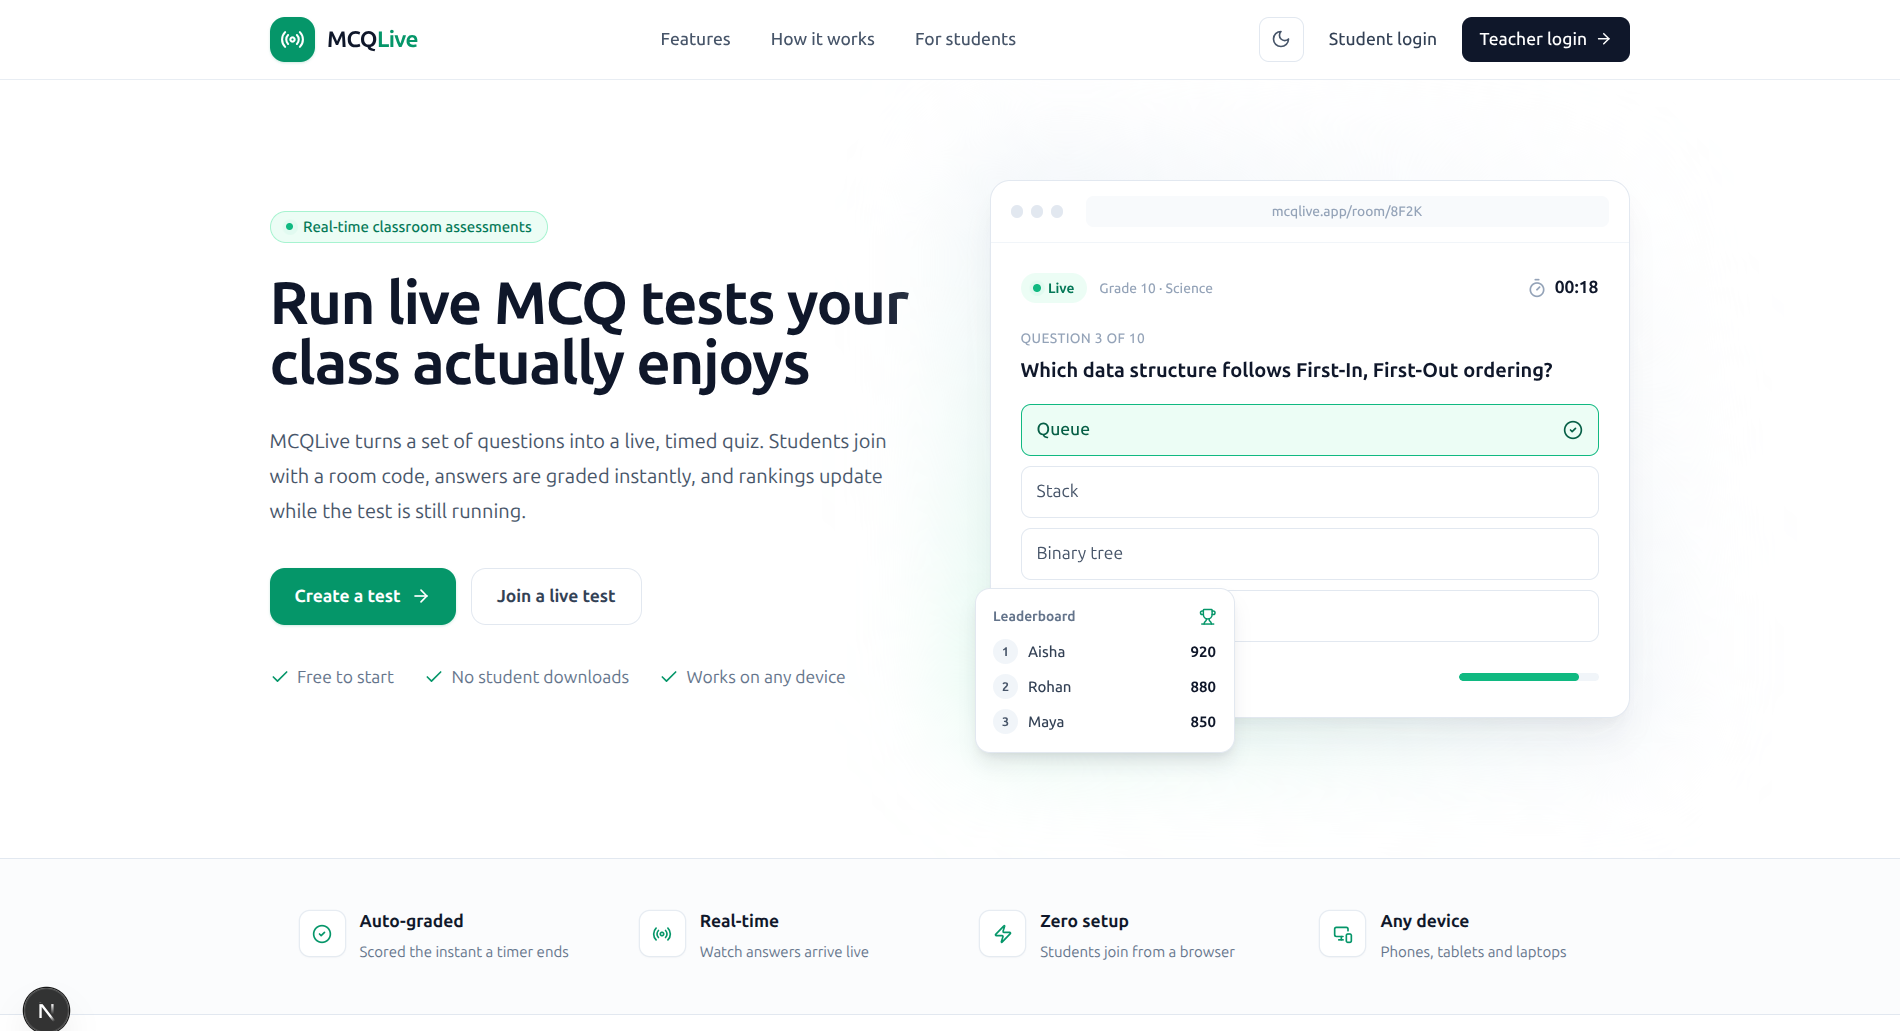 MCQLive
Features
How it works
For students
Student login
Teacher login
Real-time classroom assessments
Run live MCQ tests your
class actually enjoys
MCQLive turns a set of questions into a live, timed quiz. Students join
with a room code, answers are graded instantly, and rankings update
while the test is still running.
Create a test
Join a live test
Free to start
No student downloads
Works on any device
mcqlive.app/room/8F2K
Live
Grade 10 · Science
00:18
QUESTION 3 OF 10
Which data structure follows First-In, First-Out ordering?
Queue
Stack
Binary tree
Leaderboard
1 Aisha 920
2 Rohan 880
3 Maya 850
Auto-graded
Scored the instant a timer ends
Real-time
Watch answers arrive live
Zero setup
Students join from a browser
Any device
Phones, tablets and laptops
N